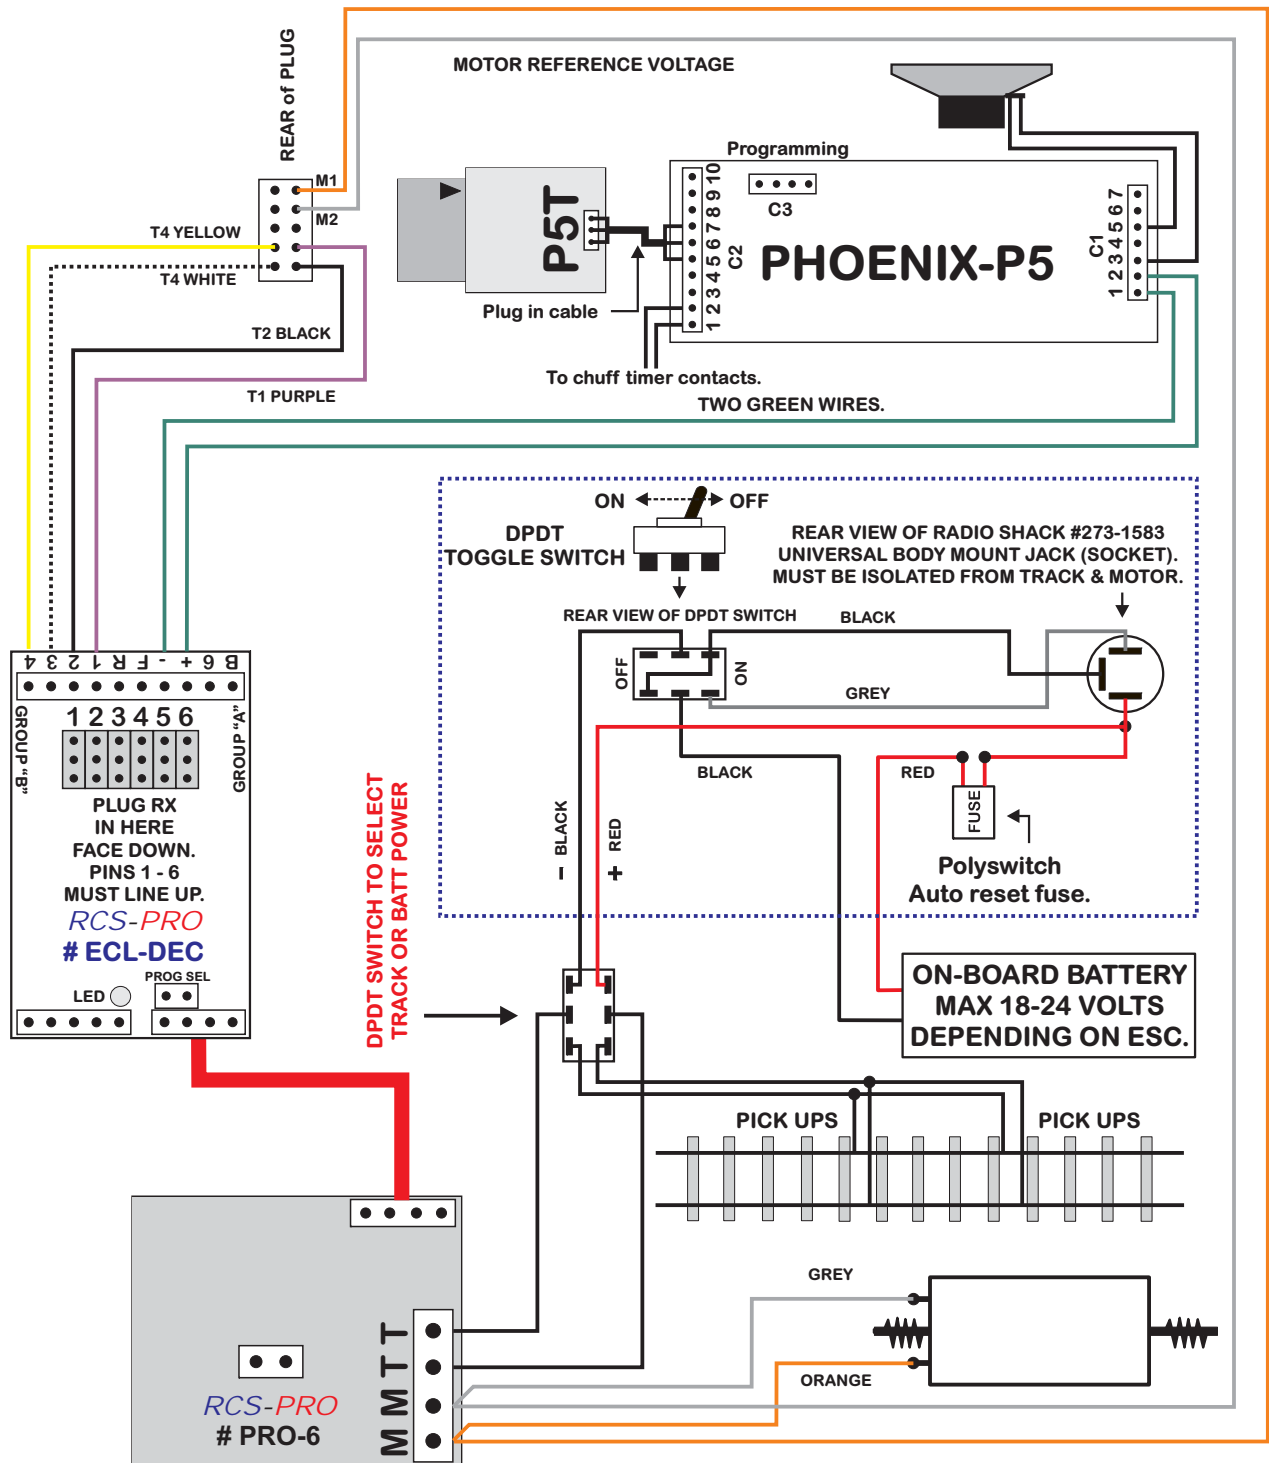 REAR of PLUG
MOTOR REFERENCE VOLTAGE
M1
M2
T4 YELLOW
T4 WHITE
T2 BLACK
T1 PURPLE
P5T
Plug in cable
To chuff timer contacts.
Programming
C3
1 2 3 4 5 6 7 8 9 10
C2
PHOENIX-P5
C1
1 2 3 4 5 6 7
TWO GREEN WIRES.
ON
OFF
DPDT
TOGGLE SWITCH
REAR VIEW OF RADIO SHACK #273-1583
UNIVERSAL BODY MOUNT JACK (SOCKET).
MUST BE ISOLATED FROM TRACK & MOTOR.
REAR VIEW OF DPDT SWITCH
BLACK
OFF
ON
GREY
BLACK
RED
FUSE
Polyswitch
Auto reset fuse.
– BLACK
+ RED
4 3 2 1 R F - + 6 B
GROUP "B"
GROUP "A"
1 2 3 4 5 6
PLUG RX
IN HERE
FACE DOWN.
PINS 1 - 6
MUST LINE UP.
RCS-PRO
# ECL-DEC
PROG SEL
LED
DPDT SWITCH TO SELECT
TRACK OR BATT POWER
ON-BOARD BATTERY
MAX 18-24 VOLTS
DEPENDING ON ESC.
PICK UPS
PICK UPS
GREY
ORANGE
M M T T
RCS-PRO
# PRO-6